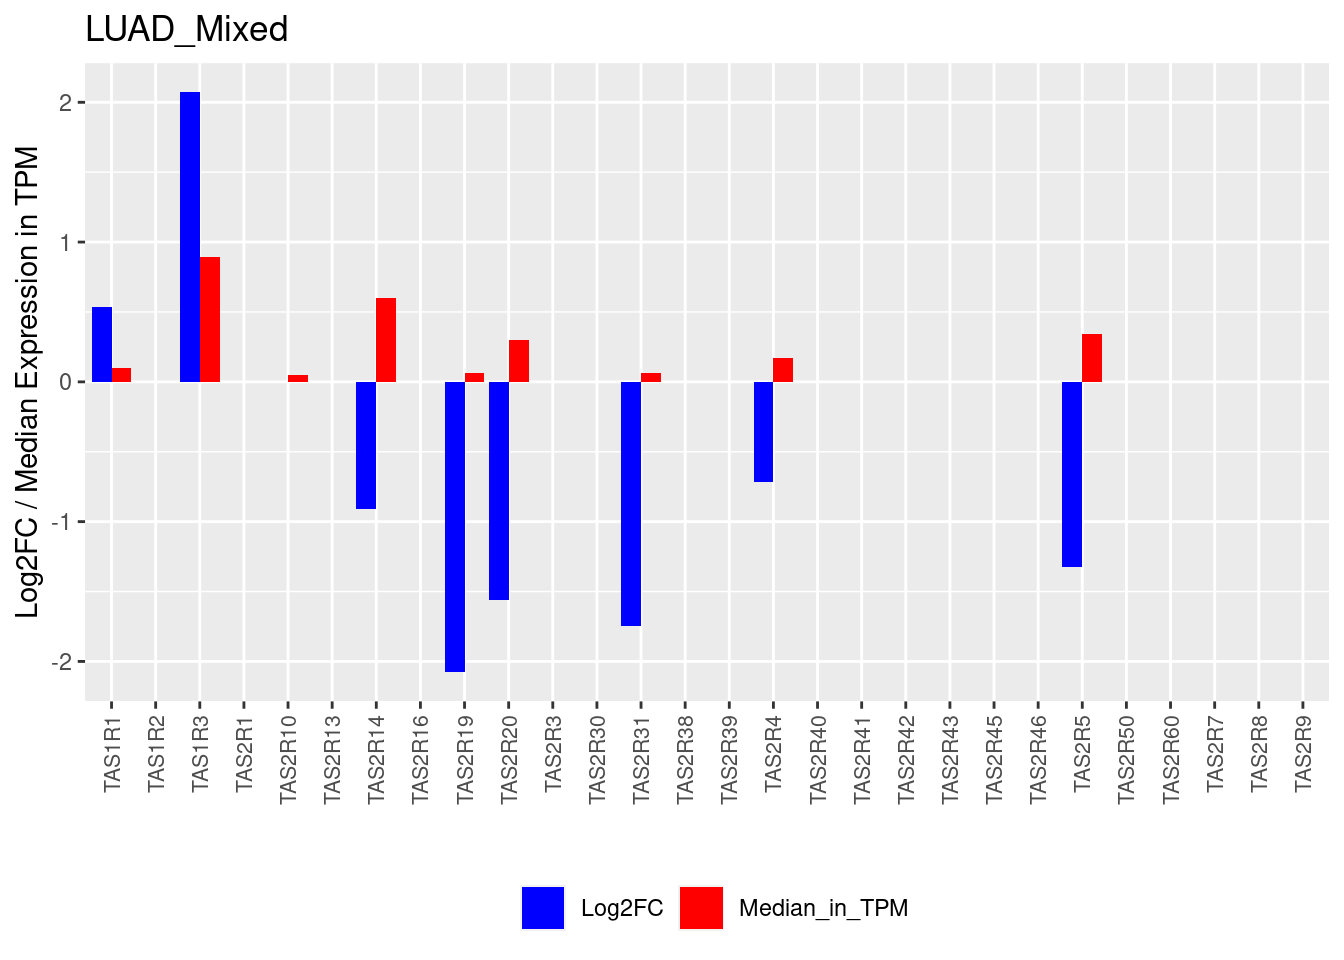 LUAD_Mixed
Log2FC / Median Expression in TPM
2
1
0
-1
-2
TAS1R1
TAS1R2
TAS1R3
TAS2R1
TAS2R10
TAS2R13
TAS2R14
TAS2R16
TAS2R19
TAS2R20
TAS2R3
TAS2R30
TAS2R31
TAS2R38
TAS2R39
TAS2R4
TAS2R40
TAS2R41
TAS2R42
TAS2R43
TAS2R45
TAS2R46
TAS2R5
TAS2R50
TAS2R60
TAS2R7
TAS2R8
TAS2R9
Log2FC
Median_in_TPM